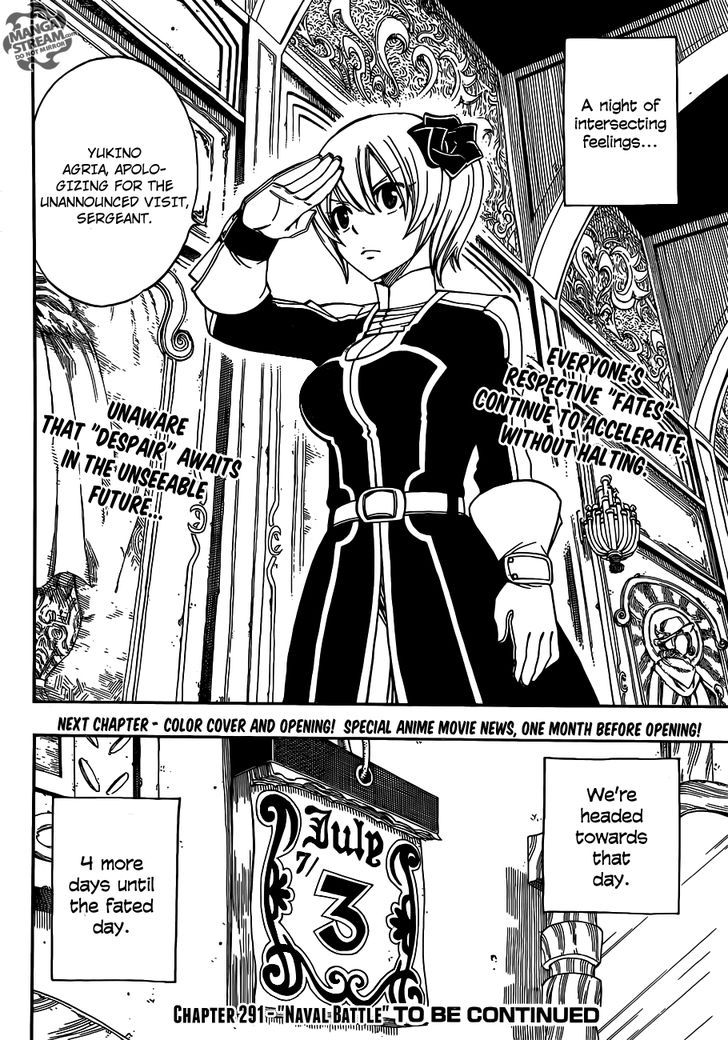 MANGA
STREAM.com
DO NOT MIRROR
A night of
intersecting
feelings...
YUKINO
AGRIA, APOLO-
GIZING FOR THE
UNANNOUNCED VISIT,
SERGEANT.
EVERYONE'S
RESPECTIVE "FATES"
CONTINUE TO ACCELERATE,
WITHOUT HALTING.
UNAWARE
THAT "DESPAIR" AWAITS
IN THE UNSEEABLE
FUTURE...
NEXT CHAPTER - COLOR COVER AND OPENING! SPECIAL ANIME MOVIE NEWS, ONE MONTH BEFORE OPENING!
We're
headed
towards
that
day.
July
7/
3
4 more
days until
the fated
day.
CHAPTER 291 - "NAVAL BATTLE" TO BE CONTINUED